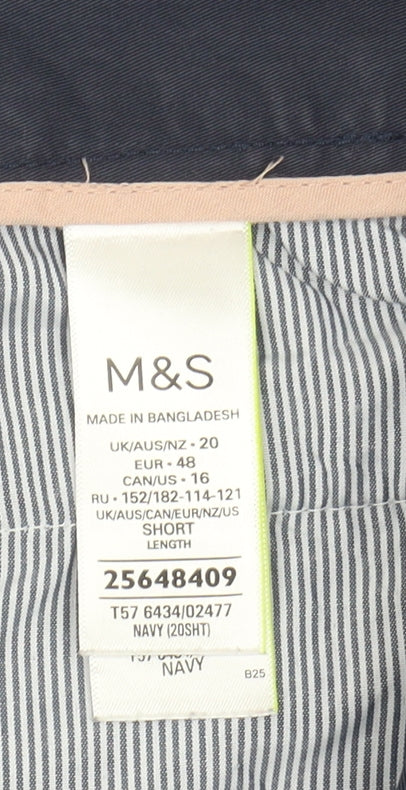 M&S
MADE IN BANGLADESH
UK/AUS/NZ • 20
EUR • 48
CAN/US • 16
RU • 152/182-114-121
UK/AUS/CAN/EUR/NZ/US
SHORT
LENGTH
25648409
T57 6434/02477
NAVY (20SHT)
NAVY
B25